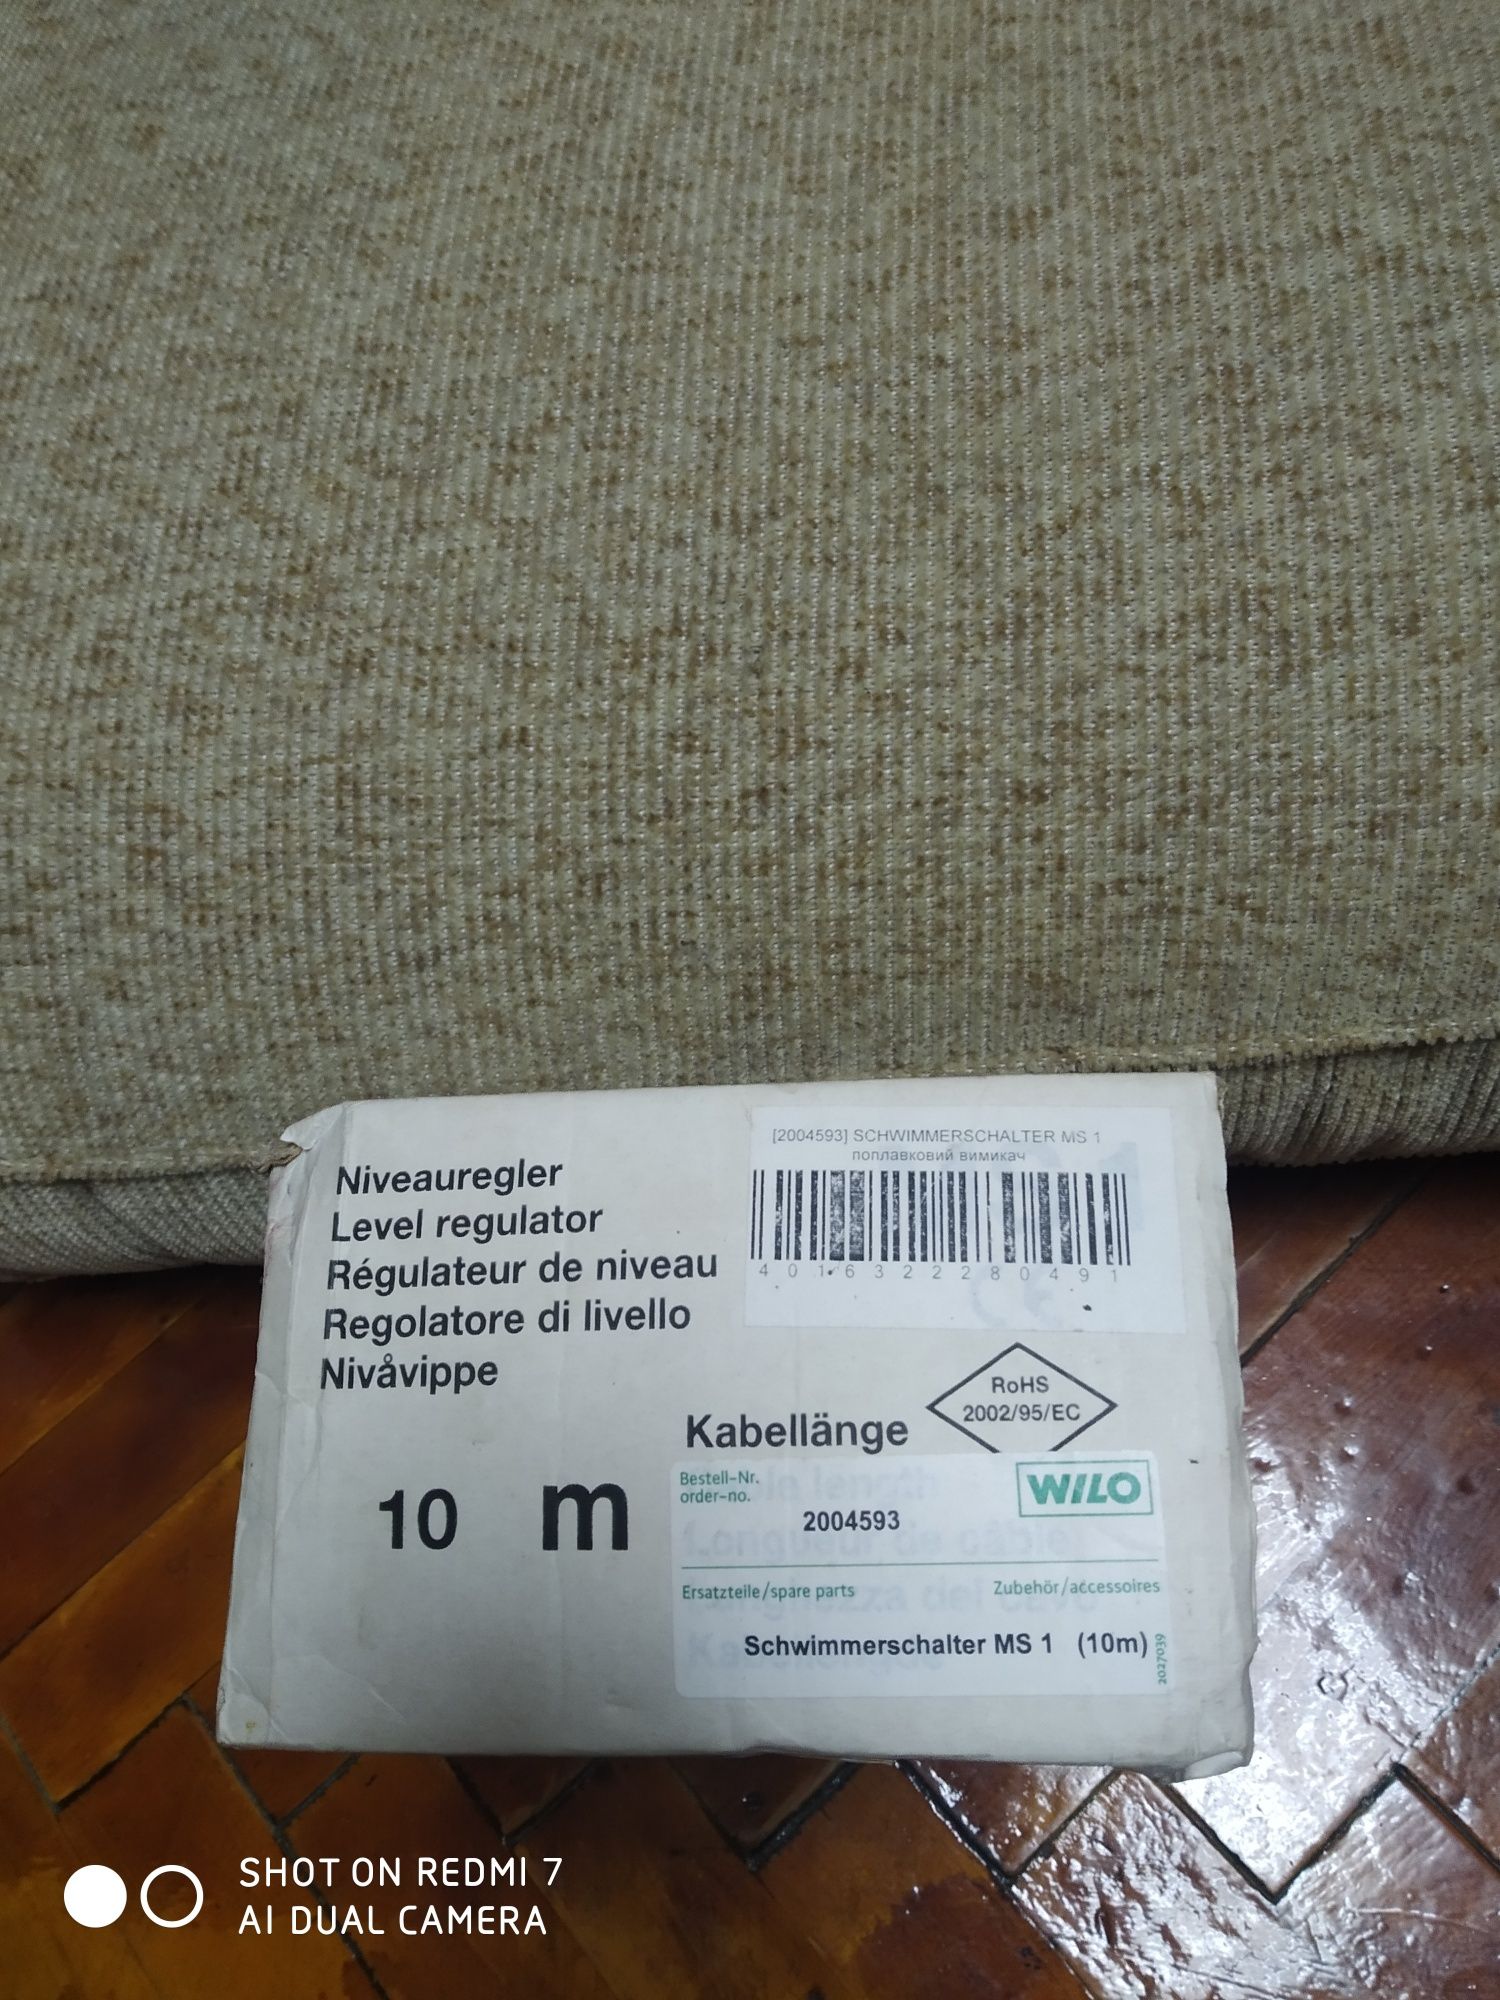 Niveauregler
Level regulator
Régulateur de niveau
Regolatore di livello
Nivåvippe
[2004593] SCHWIMMERSCHALTER MS 1
поплавковий вимикач
4016322280491
RoHS
2002/95/EC
Kabellänge
10 m
Bestell-Nr.
order-no.
WILO
2004593
Ersatzteile/spare parts
Zubehör/accessoires
Schwimmerschalter MS 1 (10m)
2027039
SHOT ON REDMI 7
AI DUAL CAMERA